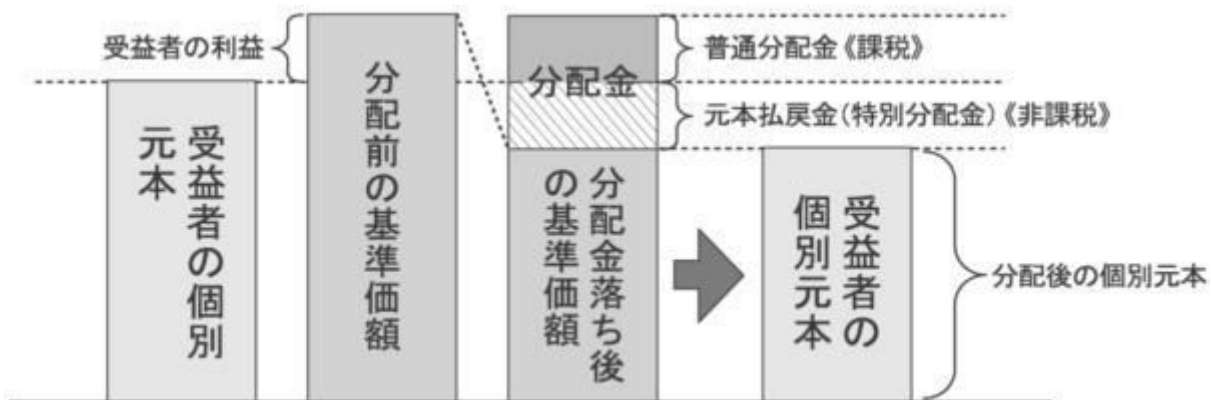 受益者の利益
受益者の個別
元本
分配前の基準価額
分配金
分配金落ち後
の基準価額
普通分配金《課税》
元本払戻金(特別分配金)《非課税》
受益者の
個別元本
分配後の個別元本